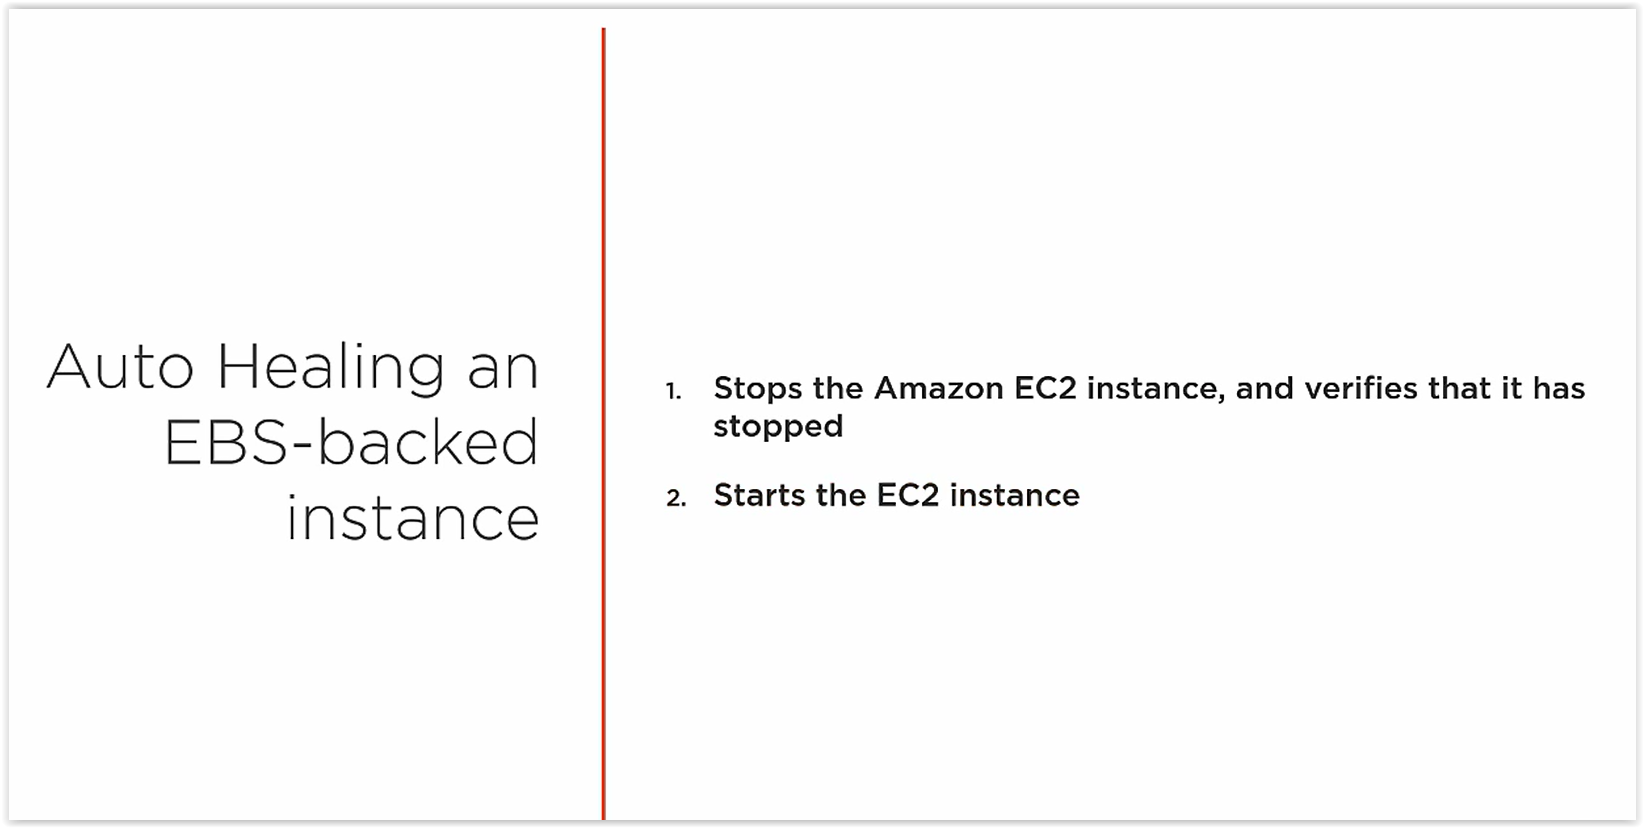 Auto Healing an
EBS-backed
instance
1. Stops the Amazon EC2 instance, and verifies that it has
stopped
2. Starts the EC2 instance